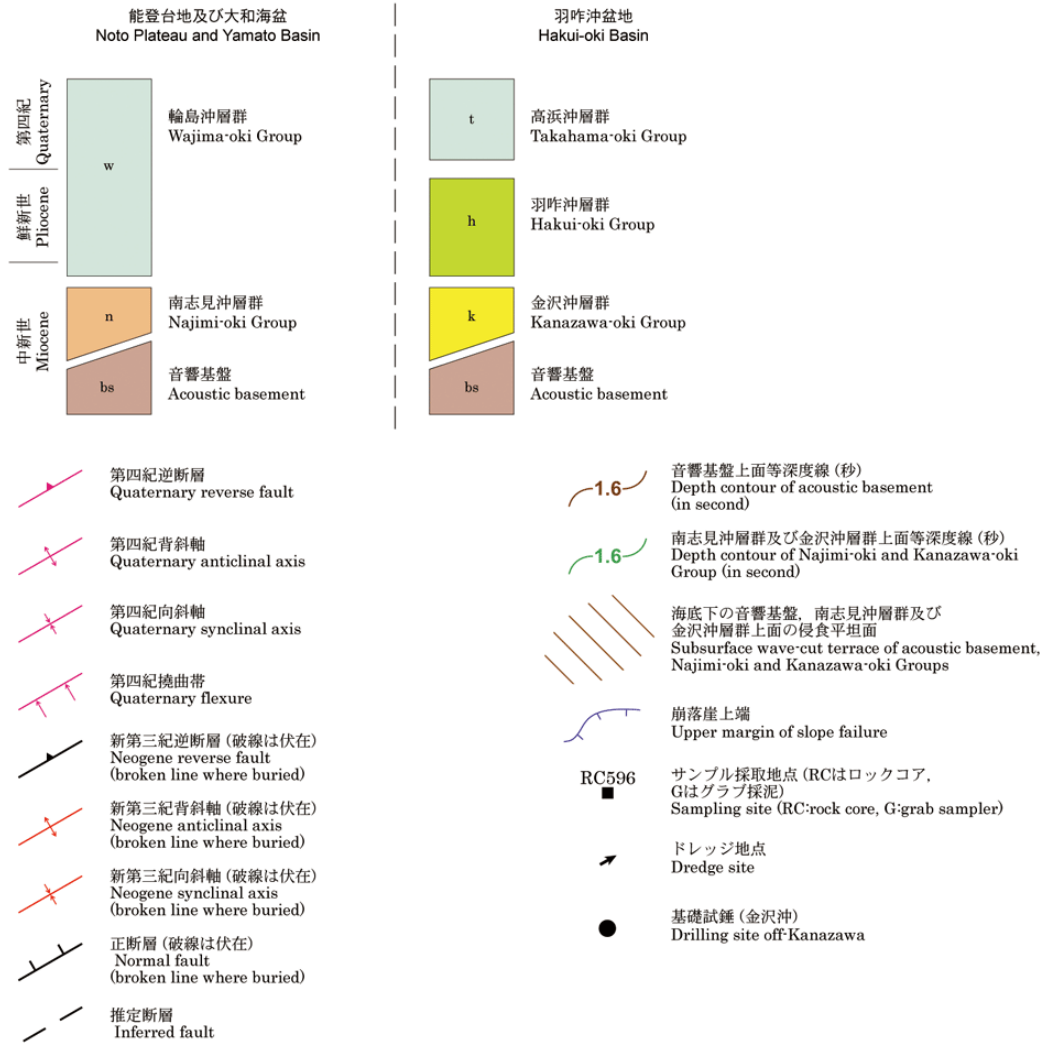 能登台地及び大和海盆
Noto Plateau and Yamato Basin
羽咋沖盆地
Hakui-oki Basin
第四紀
Quaternary
鮮新世
Pliocene
中新世
Miocene
w
輪島沖層群
Wajima-oki Group
n
南志見沖層群
Najimi-oki Group
bs
音響基盤
Acoustic basement
t
高浜沖層群
Takahama-oki Group
h
羽咋沖層群
Hakui-oki Group
k
金沢沖層群
Kanazawa-oki Group
bs
音響基盤
Acoustic basement
第四紀逆断層
Quaternary reverse fault
第四紀背斜軸
Quaternary anticlinal axis
第四紀向斜軸
Quaternary synclinal axis
第四紀撓曲帯
Quaternary flexure
新第三紀逆断層 (破線は伏在)
Neogene reverse fault
(broken line where buried)
新第三紀背斜軸 (破線は伏在)
Neogene anticlinal axis
(broken line where buried)
新第三紀向斜軸 (破線は伏在)
Neogene synclinal axis
(broken line where buried)
正断層 (破線は伏在)
Normal fault
(broken line where buried)
推定断層
Inferred fault
1.6
音響基盤上面等深度線 (秒)
Depth contour of acoustic basement
(in second)
1.6
南志見沖層群及び金沢沖層群上面等深度線 (秒)
Depth contour of Najimi-oki and Kanazawa-oki
Group (in second)
海底下の音響基盤, 南志見沖層群及び
金沢沖層群上面の侵食平坦面
Subsurface wave-cut terrace of acoustic basement,
Najimi-oki and Kanazawa-oki Groups
崩落崖上端
Upper margin of slope failure
RC596
サンプル採取地点 (RCはロックコア,
Gはグラブ採泥)
Sampling site (RC:rock core, G:grab sampler)
ドレッジ地点
Dredge site
基礎試錐 (金沢沖)
Drilling site off-Kanazawa